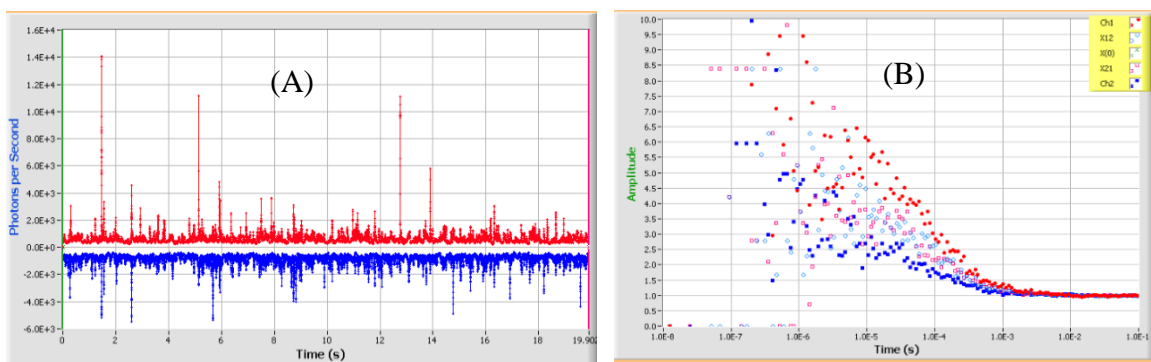 (A)
Photons per Second
1.6E+4
1.4E+4
1.2E+4
1.0E+4
8.0E+3
6.0E+3
4.0E+3
2.0E+3
0.0E+0
-2.0E+3
-4.0E+3
-6.0E+3
0 2 4 6 8 10 12 14 16 18 19.902
Time (s)
(B)
Amplitude
10.0
9.5
9.0
8.5
8.0
7.5
7.0
6.5
6.0
5.5
5.0
4.5
4.0
3.5
3.0
2.5
2.0
1.5
1.0
0.5
0.0
1.0E-8 1.0E-7 1.0E-6 1.0E-5 1.0E-4 1.0E-3 1.0E-2 1.0E-1
Time (s)
Ch1
X12
X(0)
X21
Ch2